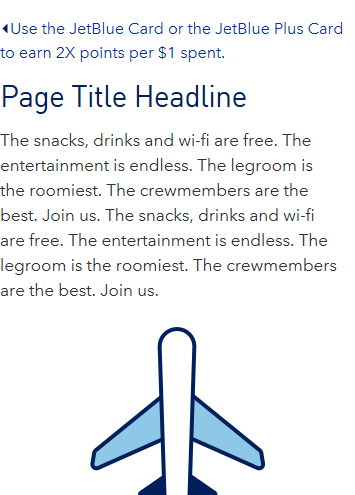 Use the JetBlue Card or the JetBlue Plus Card
to earn 2X points per $1 spent.
Page Title Headline
The snacks, drinks and wi-fi are free. The
entertainment is endless. The legroom is
the roomiest. The crewmembers are the
best. Join us. The snacks, drinks and wi-fi
are free. The entertainment is endless. The
legroom is the roomiest. The crewmembers
are the best. Join us.